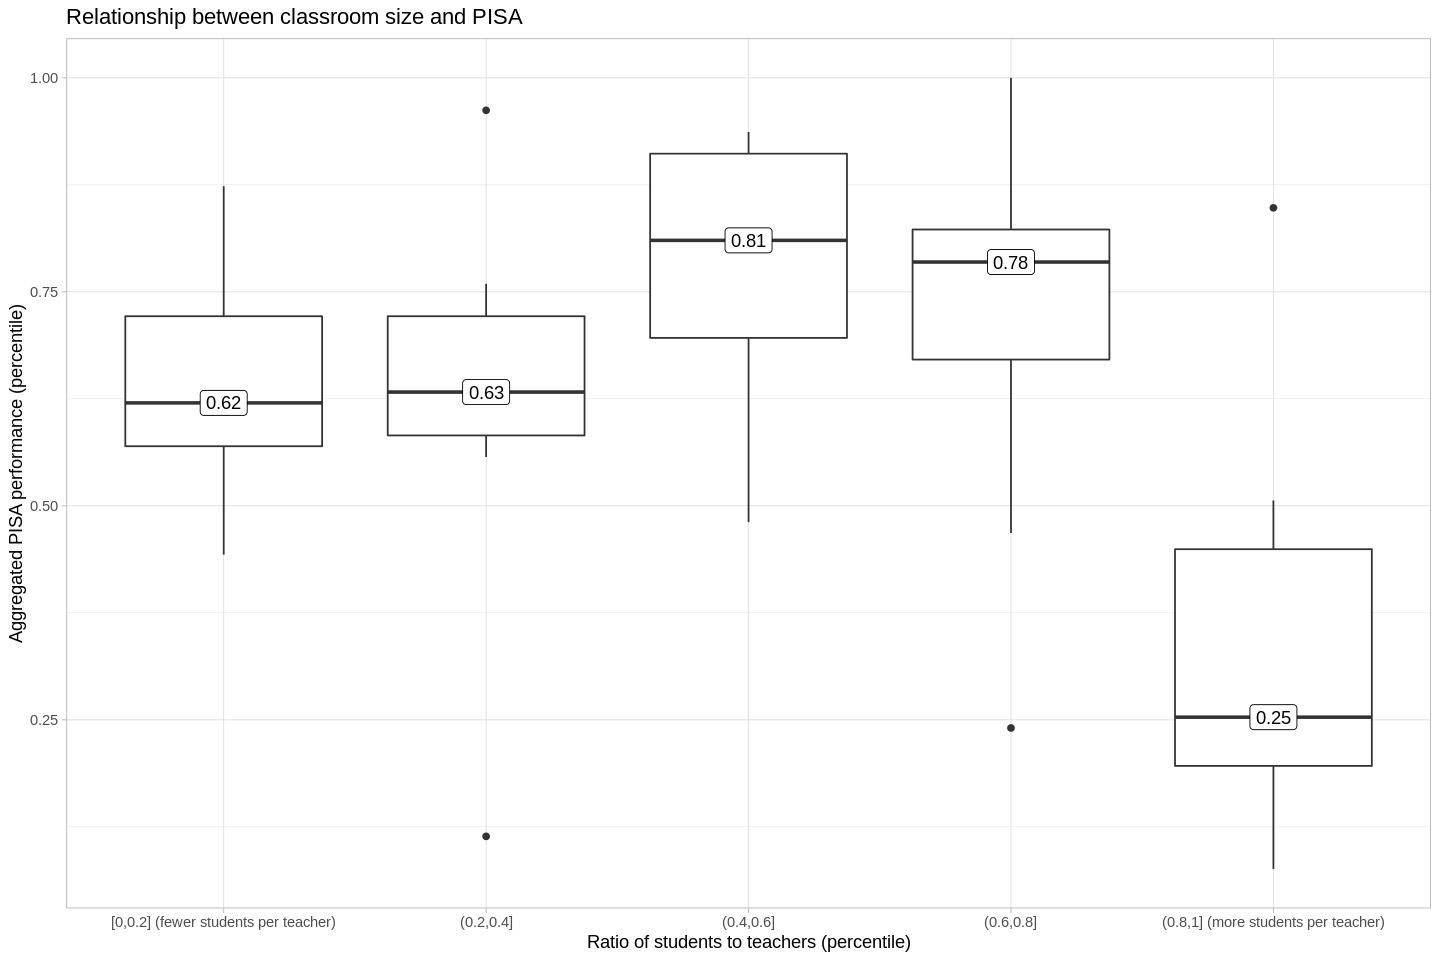 Relationship between classroom size and PISA
Aggregated PISA performance (percentile)
1.00
0.75
0.50
0.25
0.62
0.63
0.81
0.78
0.25
[0,0.2] (fewer students per teacher)
(0.2,0.4]
(0.4,0.6]
(0.6,0.8]
(0.8,1] (more students per teacher)
Ratio of students to teachers (percentile)